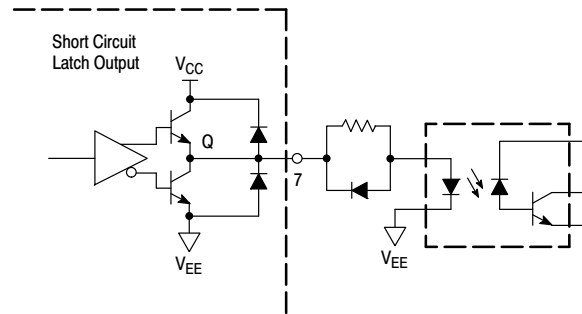 Short Circuit
Latch Output
VCC
Q
7
VEE
VEE